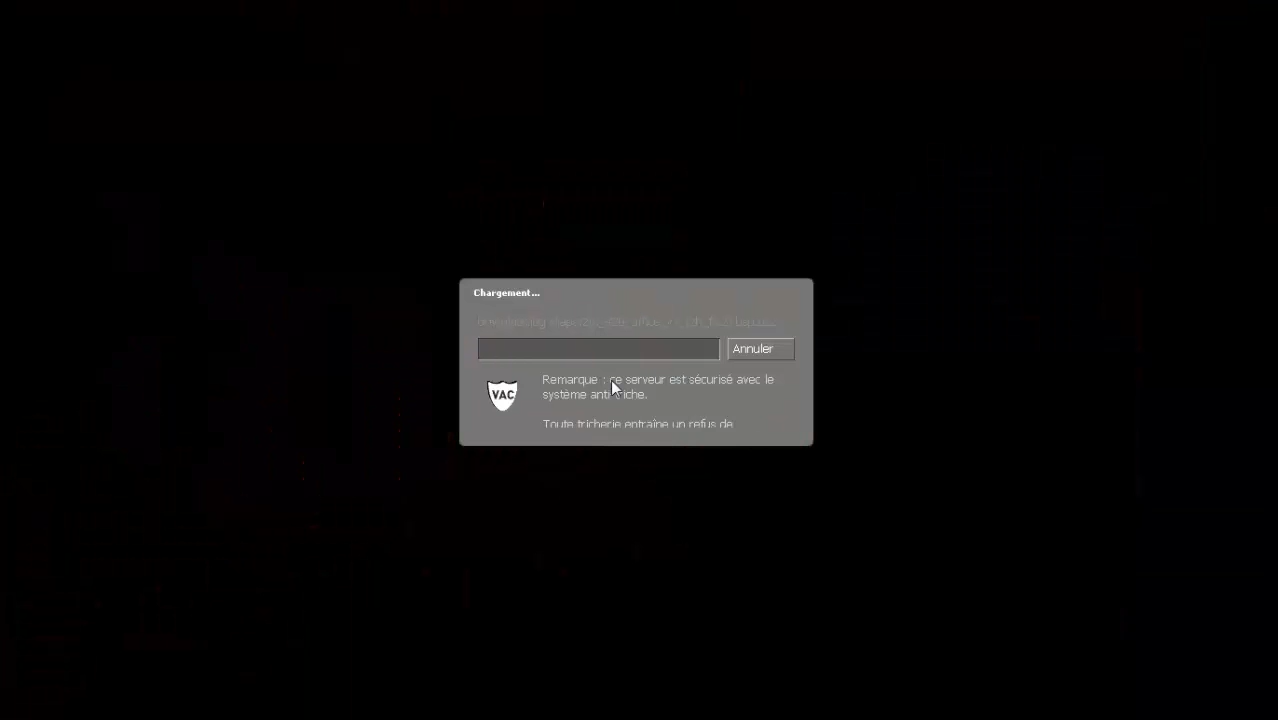 Chargement...
Annuler
VAC
Remarque : ce serveur est sécurisé avec le
système anti-triche.
Toute tricherie entraîne un refus de